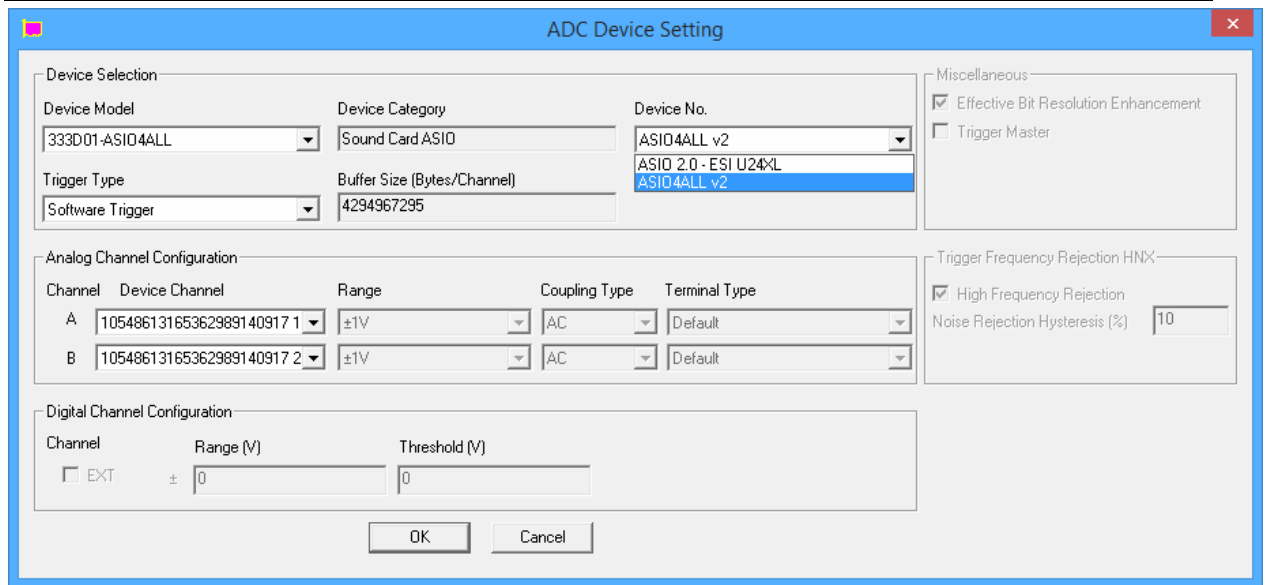 ADC Device Setting
Device Selection
Device Model
Device Category
Device No.
333D01-ASIO4ALL
Sound Card ASIO
ASIO4ALL v2
ASIO 2.0 - ESI U24XL
ASIO4ALL v2
Trigger Type
Buffer Size (Bytes/Channel)
Software Trigger
4294967295
Miscellaneous
Effective Bit Resolution Enhancement
Trigger Master
Analog Channel Configuration
Channel Device Channel Range Coupling Type Terminal Type
A 10548613165362989140917 1 ±1V AC Default
B 10548613165362989140917 2 ±1V AC Default
Trigger Frequency Rejection HNX
High Frequency Rejection
Noise Rejection Hysteresis (%) 10
Digital Channel Configuration
Channel Range (V) Threshold (V)
EXT ± 0 0
OK Cancel